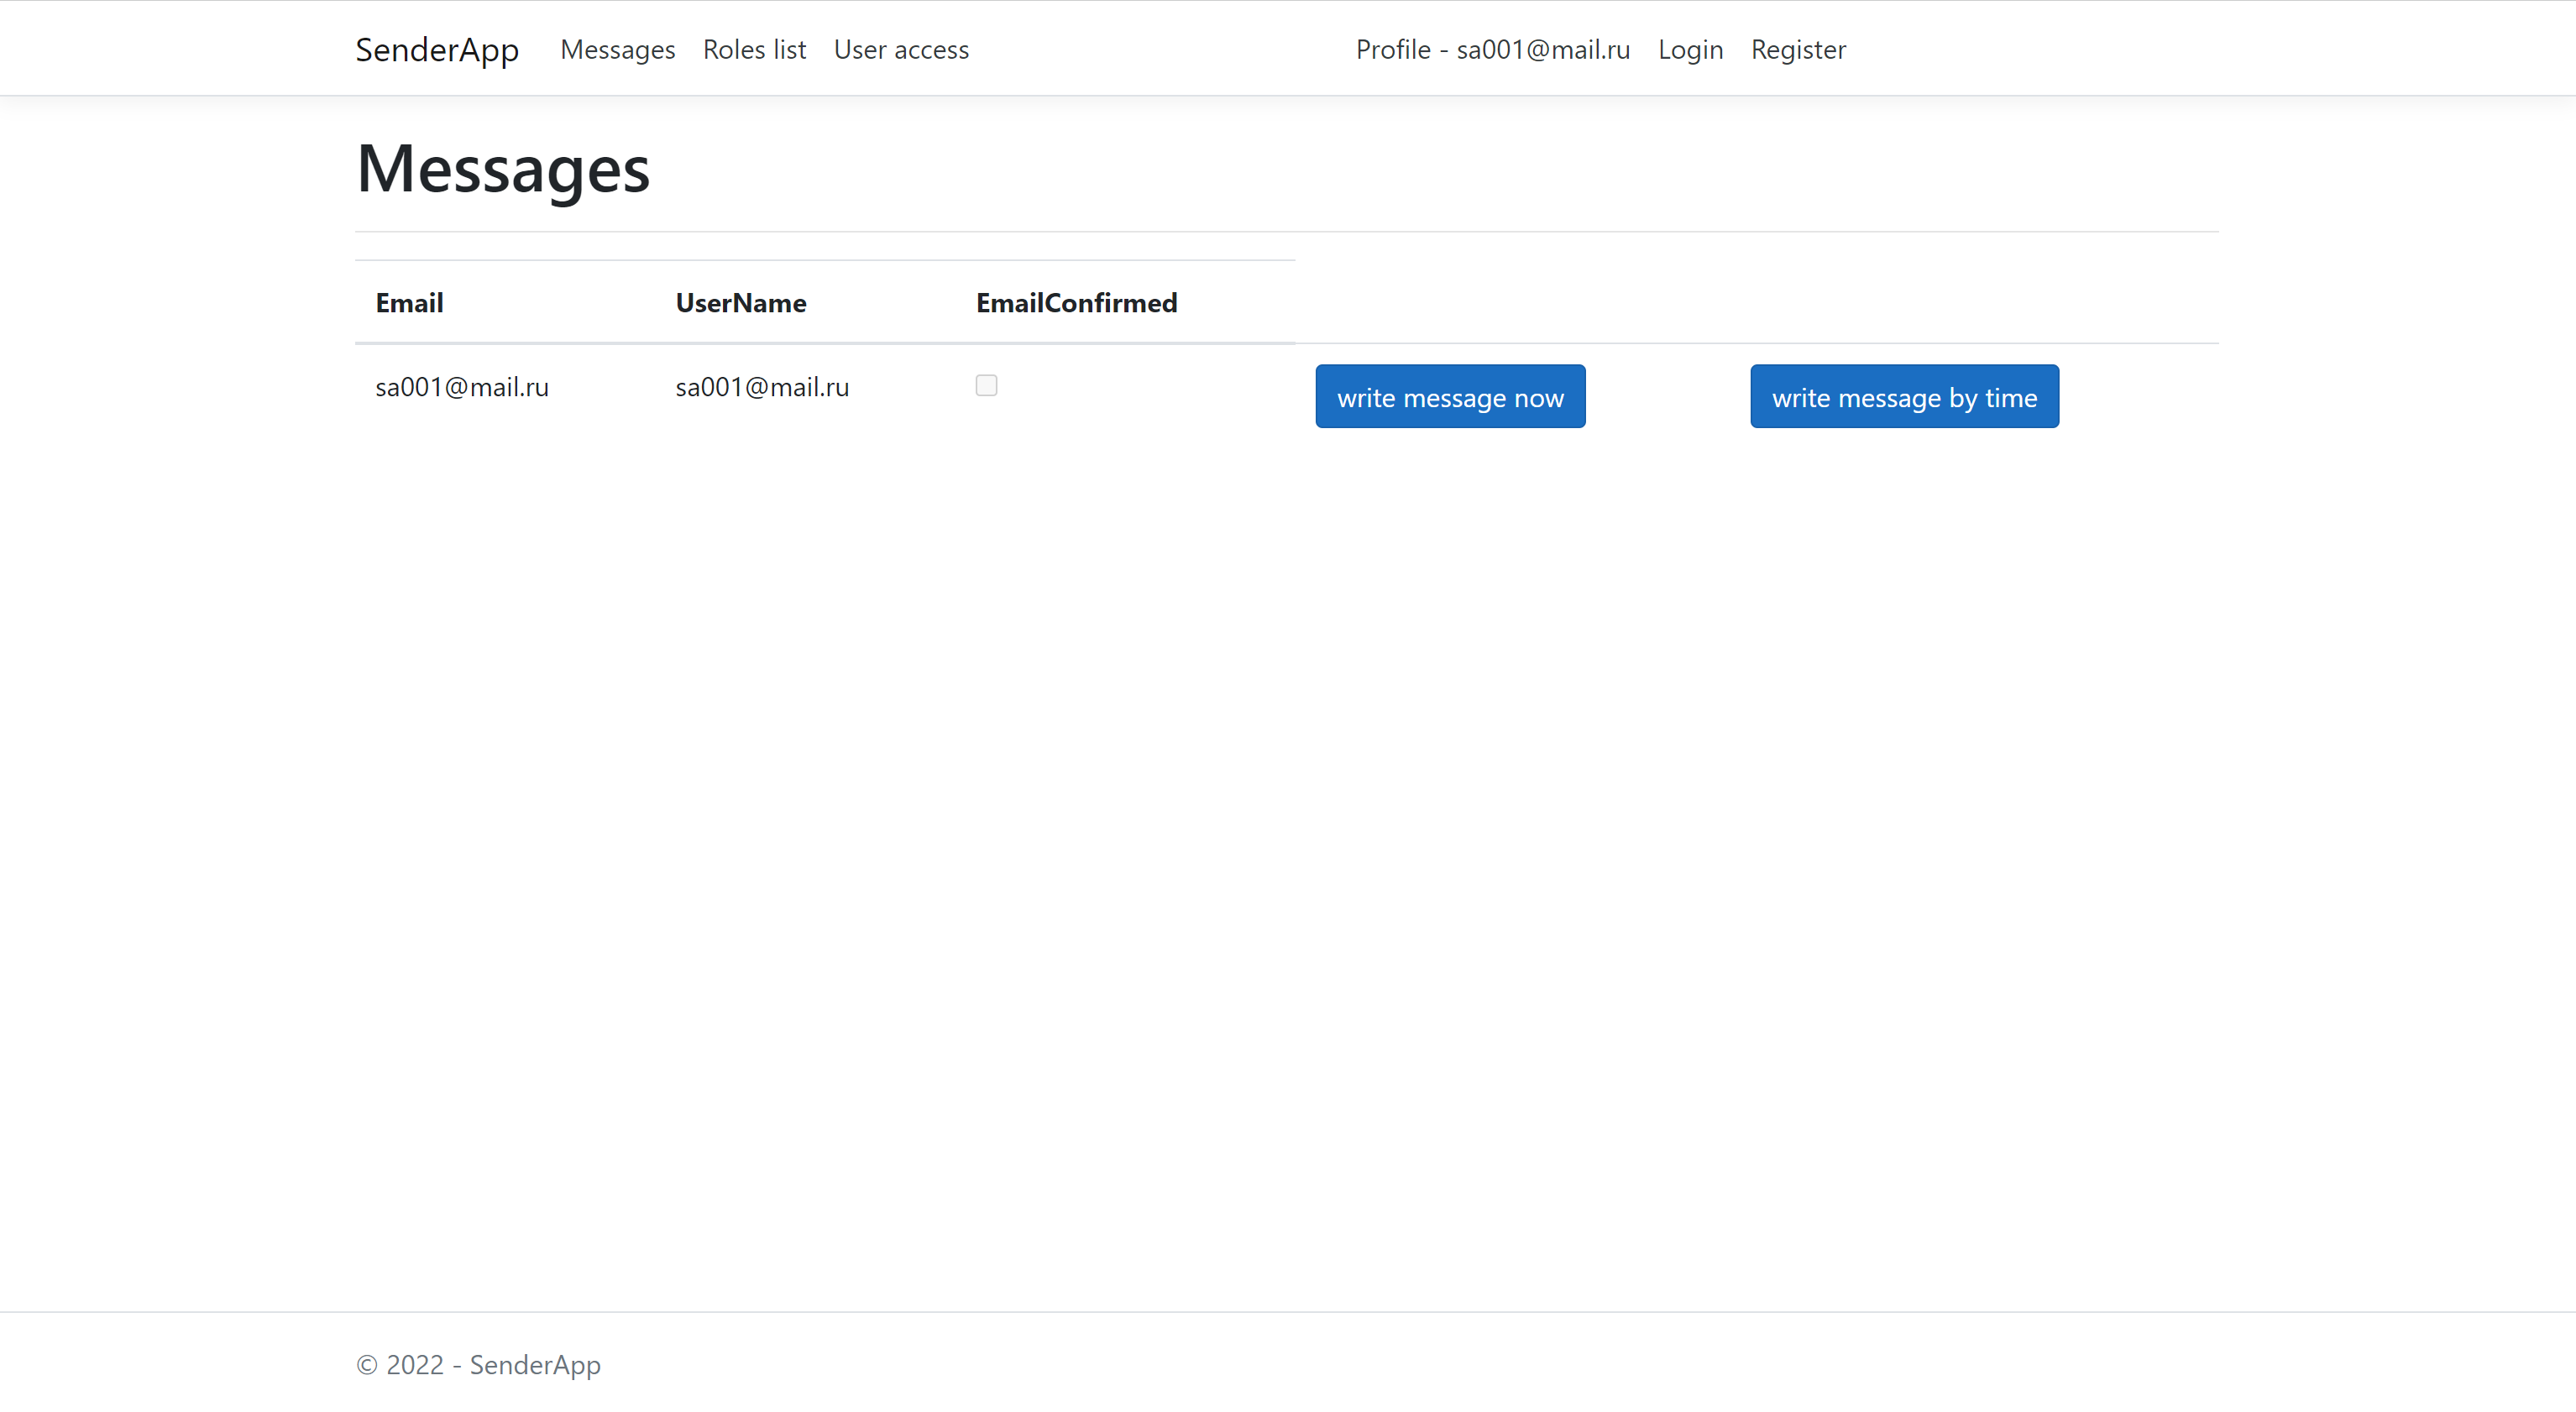 SenderApp Messages Roles list User access Profile - sa001@mail.ru Login Register
Messages
Email UserName EmailConfirmed
sa001@mail.ru sa001@mail.ru write message now write message by time
© 2022 - SenderApp